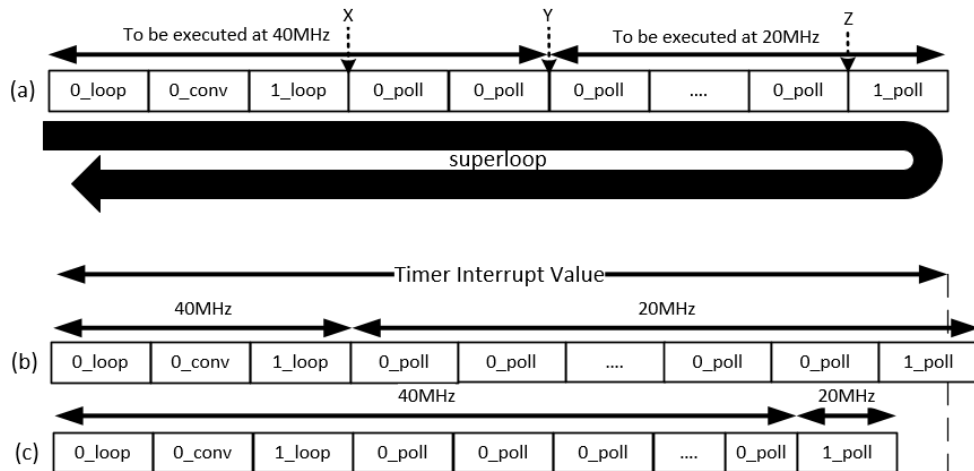 X Y Z
To be executed at 40MHz To be executed at 20MHz
(a) 0_loop 0_conv 1_loop 0_poll 0_poll 0_poll .... 0_poll 1_poll
superloop
Timer Interrupt Value
40MHz 20MHz
(b) 0_loop 0_conv 1_loop 0_poll 0_poll .... 0_poll 0_poll 1_poll
40MHz 20MHz
(c) 0_loop 0_conv 1_loop 0_poll 0_poll 0_poll .... 0_poll 1_poll